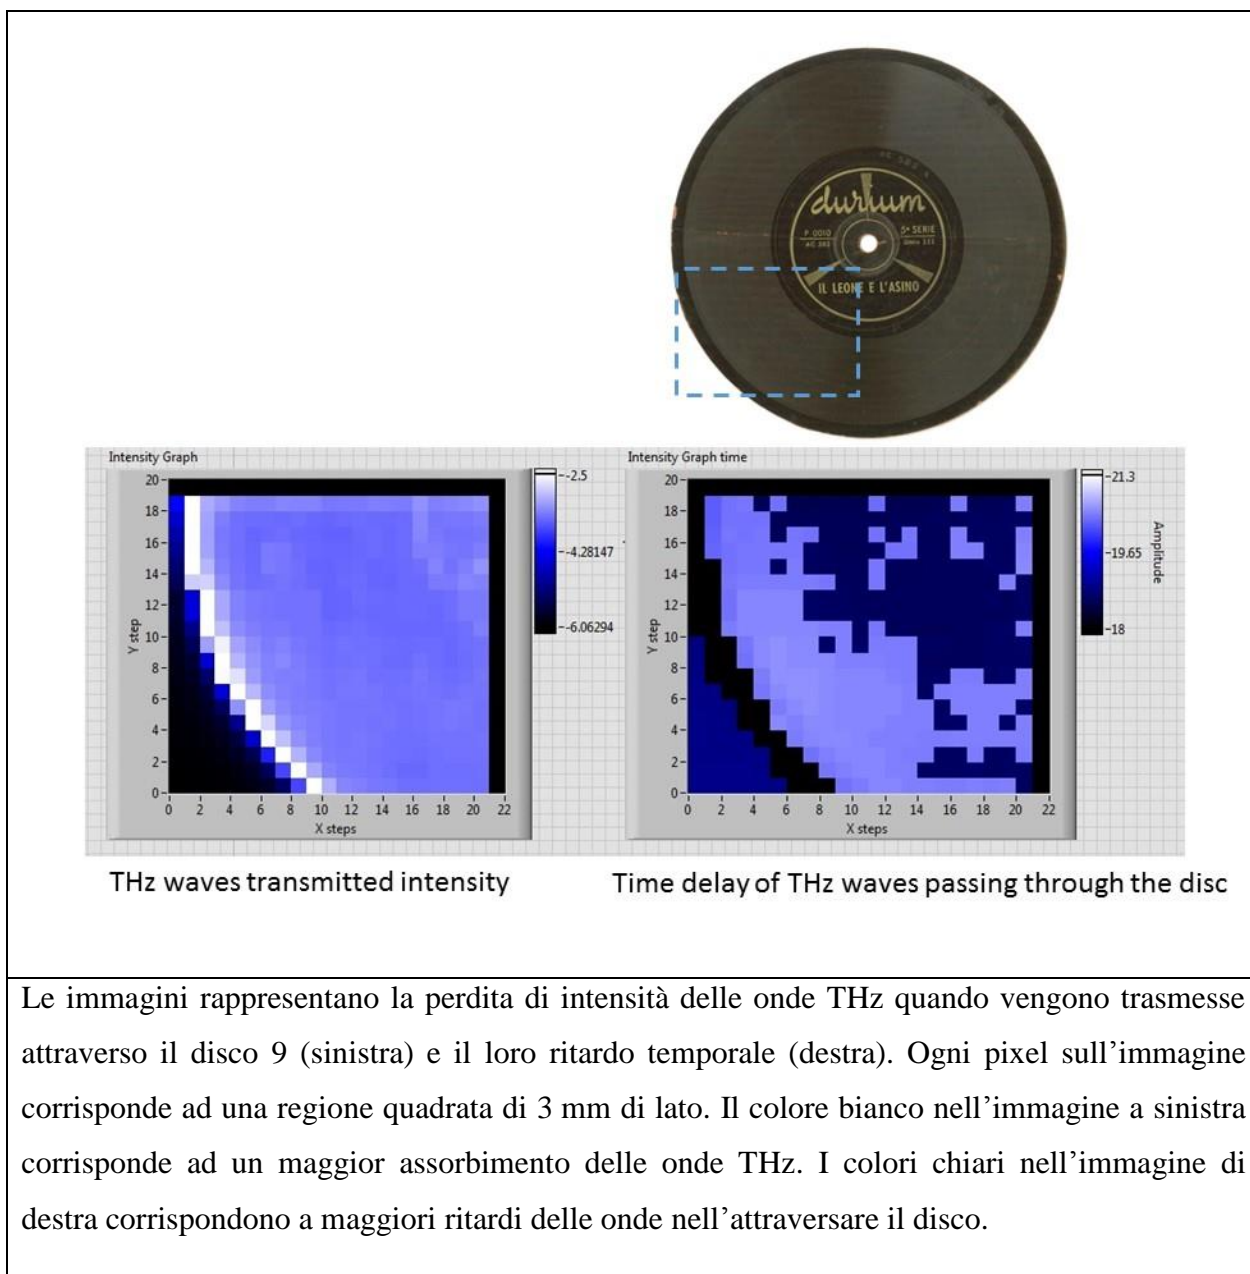 durium
P 0010
5ª SERIE
AC 383
IL LEONE E L'ASINO
Intensity Graph
Intensity Graph time
20-
18-
16-
14-
12-
10-
8-
6-
4-
2-
0-
Y step
0 2 4 6 8 10 12 14 16 18 20 22
X steps
-2.5
-4.28147
-6.06294
20-
18-
16-
14-
12-
10-
8-
6-
4-
2-
0-
Y step
0 2 4 6 8 10 12 14 16 18 20 22
X steps
-21.3
-19.65
-18
Amplitude
THz waves transmitted intensity
Time delay of THz waves passing through the disc
Le immagini rappresentano la perdita di intensità delle onde THz quando vengono trasmesse
attraverso il disco 9 (sinistra) e il loro ritardo temporale (destra). Ogni pixel sull’immagine
corrisponde ad una regione quadrata di 3 mm di lato. Il colore bianco nell’immagine a sinistra
corrisponde ad un maggior assorbimento delle onde THz. I colori chiari nell’immagine di
destra corrispondono a maggiori ritardi delle onde nell’attraversare il disco.